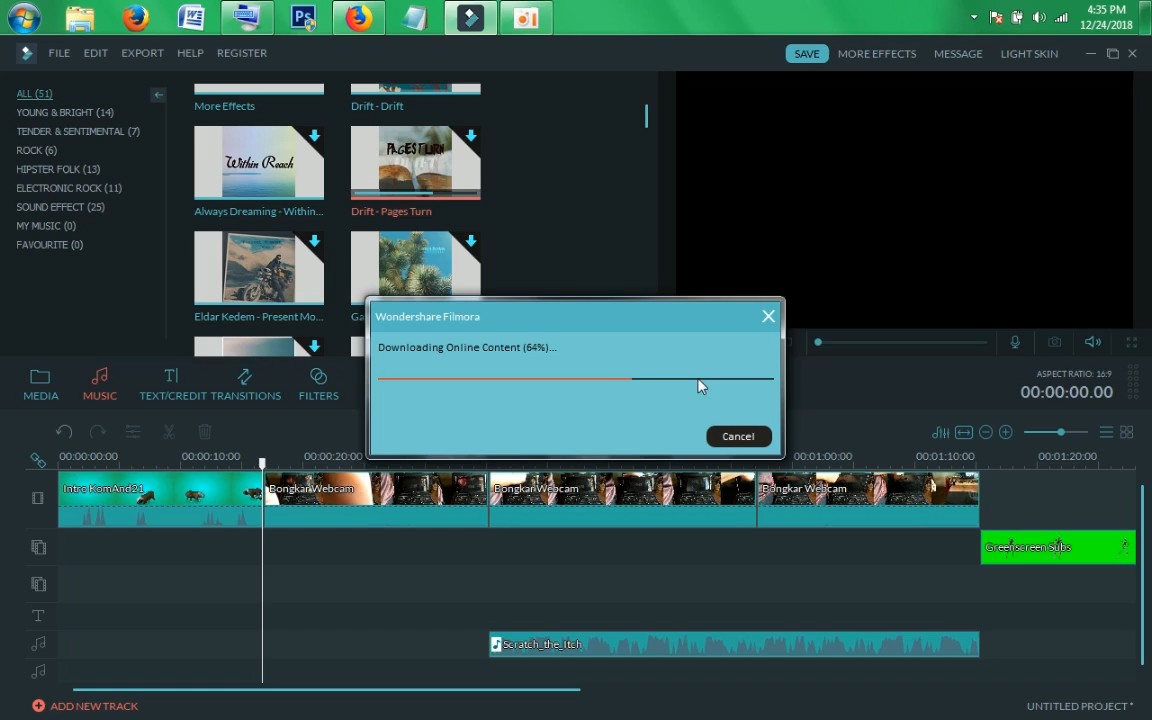 4:35 PM
12/24/2018
FILE EDIT EXPORT HELP REGISTER
SAVE MORE EFFECTS MESSAGE LIGHT SKIN
ALL (51)
YOUNG & BRIGHT (14)
TENDER & SENTIMENTAL (7)
ROCK (6)
HIPSTER FOLK (13)
ELECTRONIC ROCK (11)
SOUND EFFECT (25)
MY MUSIC (0)
FAVOURITE (0)
More Effects
Drift - Drift
Within Reach
PAGES TURN
Always Dreaming - Within...
Drift - Pages Turn
Eldar Kedem - Present Mo...
Ga
Wondershare Filmora
Downloading Online Content (64%)...
Cancel
MEDIA MUSIC TEXT/CREDIT TRANSITIONS FILTERS
ASPECT RATIO: 16:9
00:00:00.00
00:00:00:00 00:00:10:00 00:00:20:00 00:01:00:00 00:01:10:00 00:01:20:00
Intro KomAnd21 Bongkar Webcam Bongkar Webcam Bongkar Webcam
Greenscreen Subs
Scratch_the_Itch
ADD NEW TRACK
UNTITLED PROJECT *